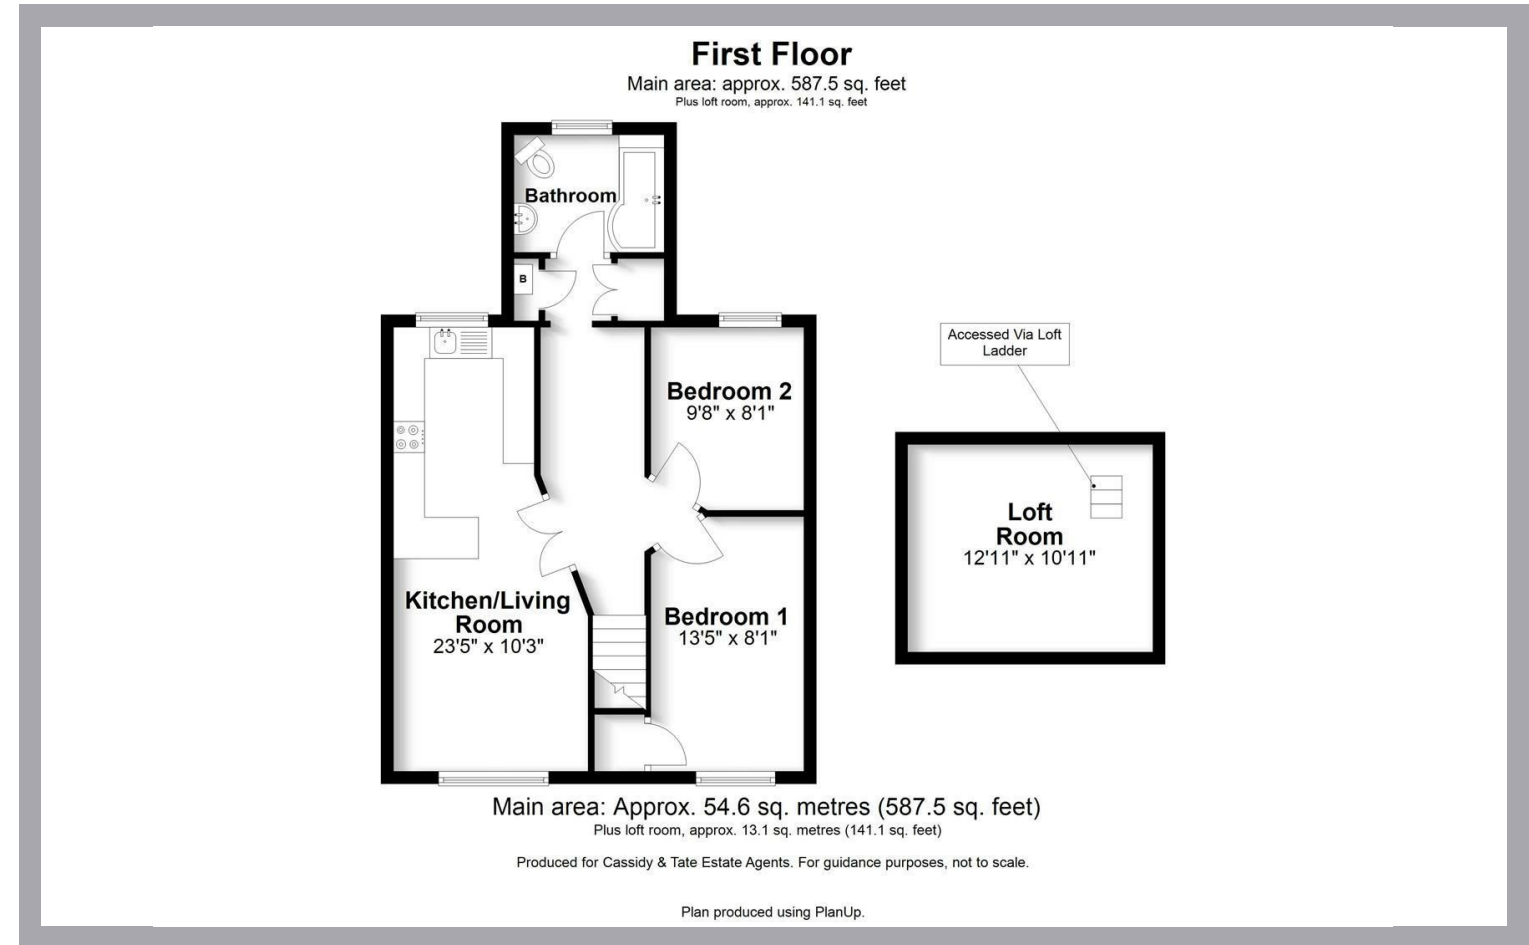 First Floor
Main area: approx. 587.5 sq. feet
Plus loft room, approx. 141.1 sq. feet
Bathroom
B
Accessed Via Loft
Ladder
Bedroom 2
9'8" x 8'1"
Loft
Room
12'11" x 10'11"
Kitchen/Living
Room
23'5" x 10'3"
Bedroom 1
13'5" x 8'1"
Main area: Approx. 54.6 sq. metres (587.5 sq. feet)
Plus loft room, approx. 13.1 sq. metres (141.1 sq. feet)
Produced for Cassidy & Tate Estate Agents. For guidance purposes, not to scale.
Plan produced using PlanUp.